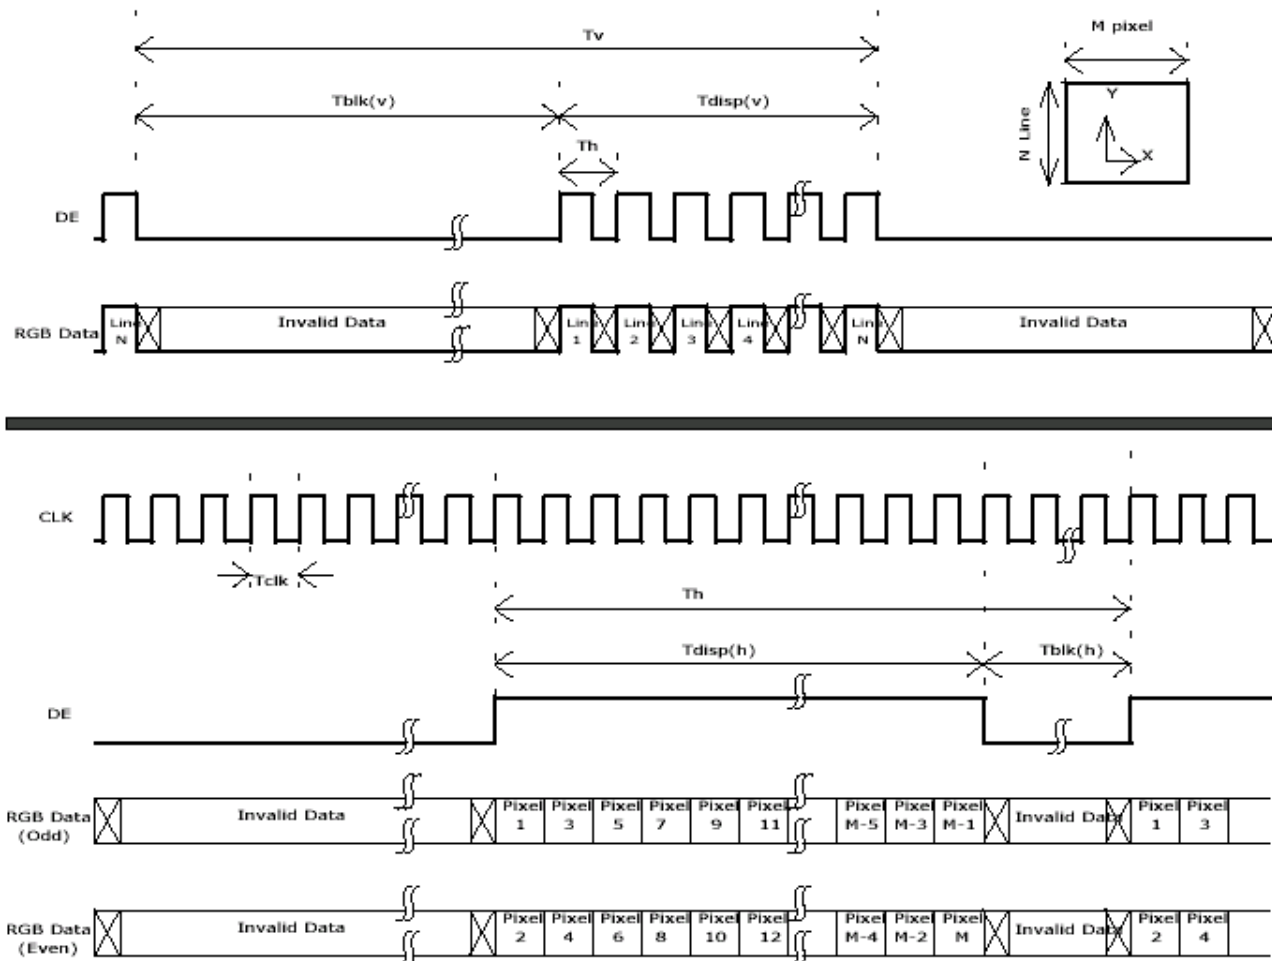 Tv
M pixel
Tblk(v)
Tdisp(v)
Y
N Line
X
Th
DE
RGB Data
Line N
Invalid Data
Line 1
Line 2
Line 3
Line 4
Line N
Invalid Data
CLK
Tclk
Th
Tdisp(h)
Tblk(h)
DE
RGB Data (Odd)
Invalid Data
Pixel 1
Pixel 3
Pixel 5
Pixel 7
Pixel 9
Pixel 11
Pixel M-5
Pixel M-3
Pixel M-1
Invalid Data
Pixel 1
Pixel 3
RGB Data (Even)
Invalid Data
Pixel 2
Pixel 4
Pixel 6
Pixel 8
Pixel 10
Pixel 12
Pixel M-4
Pixel M-2
Pixel M
Invalid Data
Pixel 2
Pixel 4